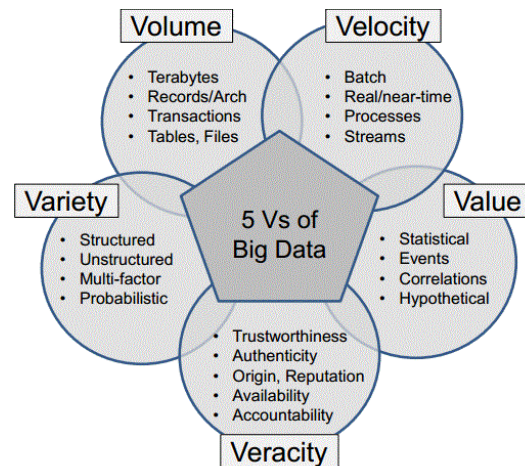 Volume
• Terabytes
• Records/Arch
• Transactions
• Tables, Files
Velocity
• Batch
• Real/near-time
• Processes
• Streams
Variety
• Structured
• Unstructured
• Multi-factor
• Probabilistic
5 Vs of
Big Data
Value
• Statistical
• Events
• Correlations
• Hypothetical
• Trustworthiness
• Authenticity
• Origin, Reputation
• Availability
• Accountability
Veracity